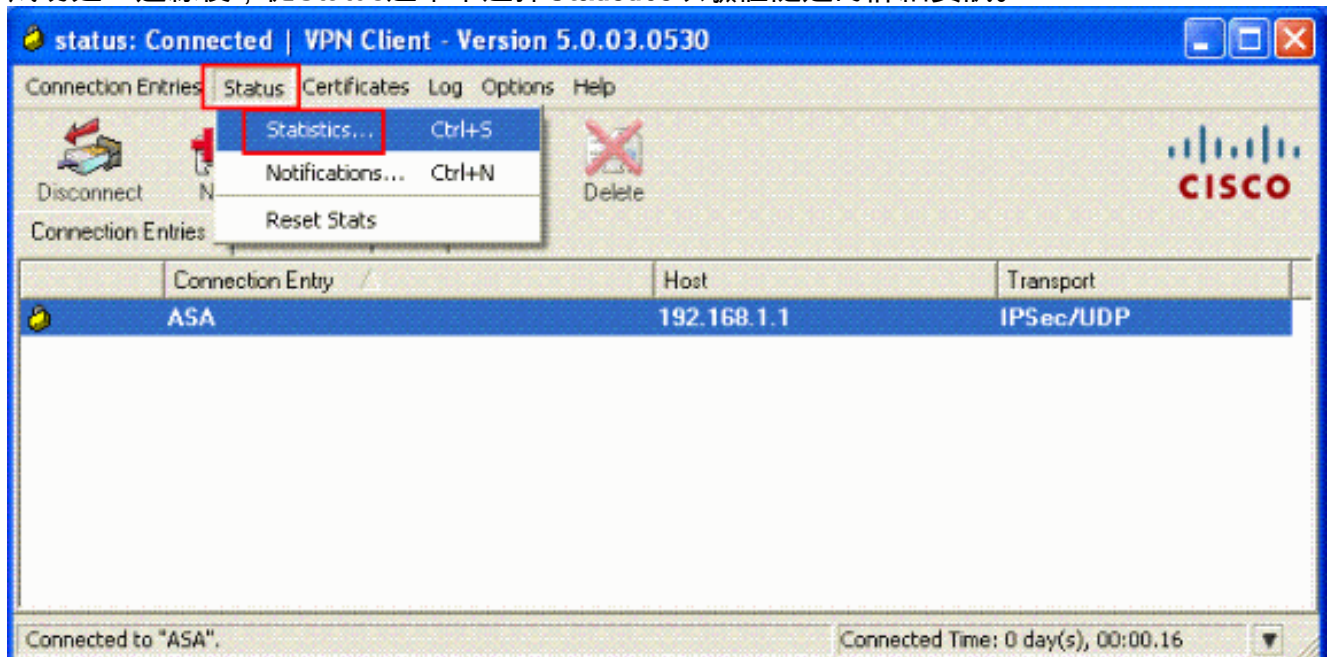 status: Connected | VPN Client - Version 5.0.03.0530
Connection Entries Status Certificates Log Options Help
Statistics... Ctrl+S
Notifications... Ctrl+N
Reset Stats
Disconnect
Delete
CISCO
Connection Entries
Connection Entry / Host Transport
ASA 192.168.1.1 IPSec/UDP
Connected to "ASA".
Connected Time: 0 day(s), 00:00.16